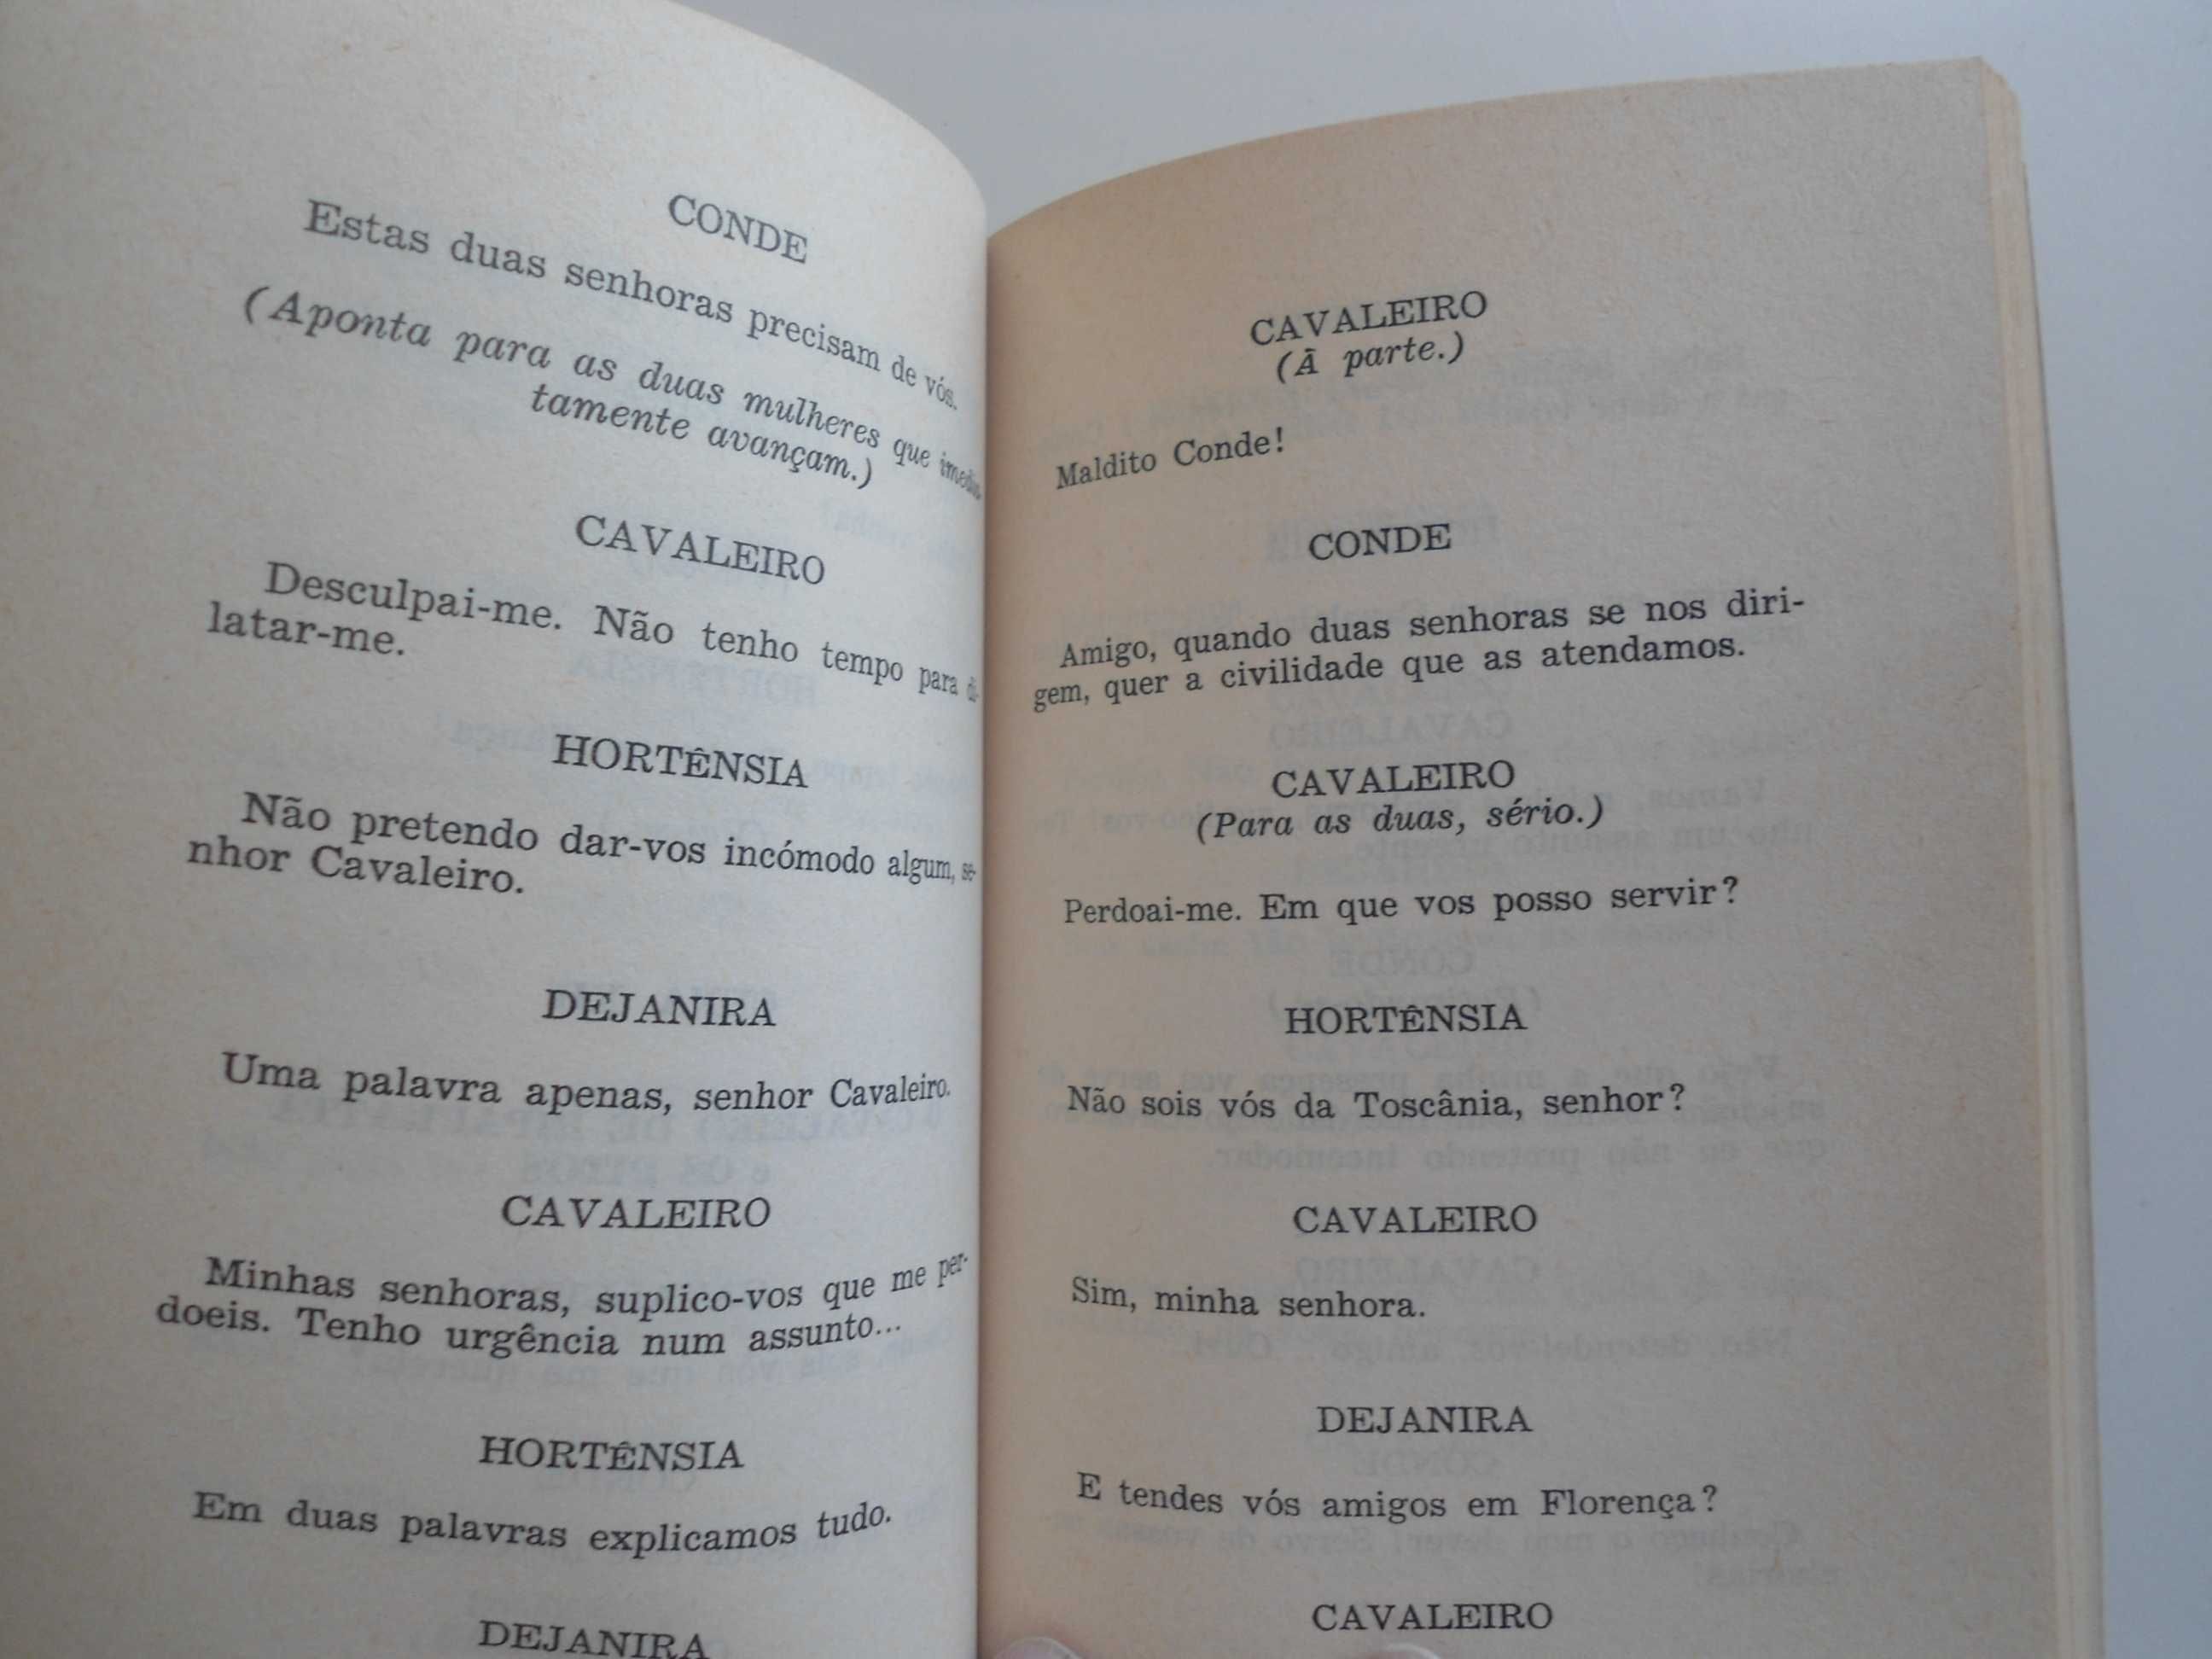 CONDE
Estas duas senhoras precisam de vós.
(Aponta para as duas mulheres que imedia-
tamente avançam.)
CAVALEIRO
Desculpai-me. Não tenho tempo para di-
latar-me.
HORTÊNSIA
Não pretendo dar-vos incómodo algum, se-
nhor Cavaleiro.
DEJANIRA
Uma palavra apenas, senhor Cavaleiro.
CAVALEIRO
Minhas senhoras, suplico-vos que me per-
doeis. Tenho urgência num assunto...
HORTÊNSIA
Em duas palavras explicamos tudo.
DEJANIRA
CAVALEIRO
(À parte.)
Maldito Conde!
CONDE
Amigo, quando duas senhoras se nos diri-
gem, quer a civilidade que as atendamos.
CAVALEIRO
(Para as duas, sério.)
Perdoai-me. Em que vos posso servir?
HORTÊNSIA
Não sois vós da Toscânia, senhor?
CAVALEIRO
Sim, minha senhora.
DEJANIRA
E tendes vós amigos em Florença?
CAVALEIRO